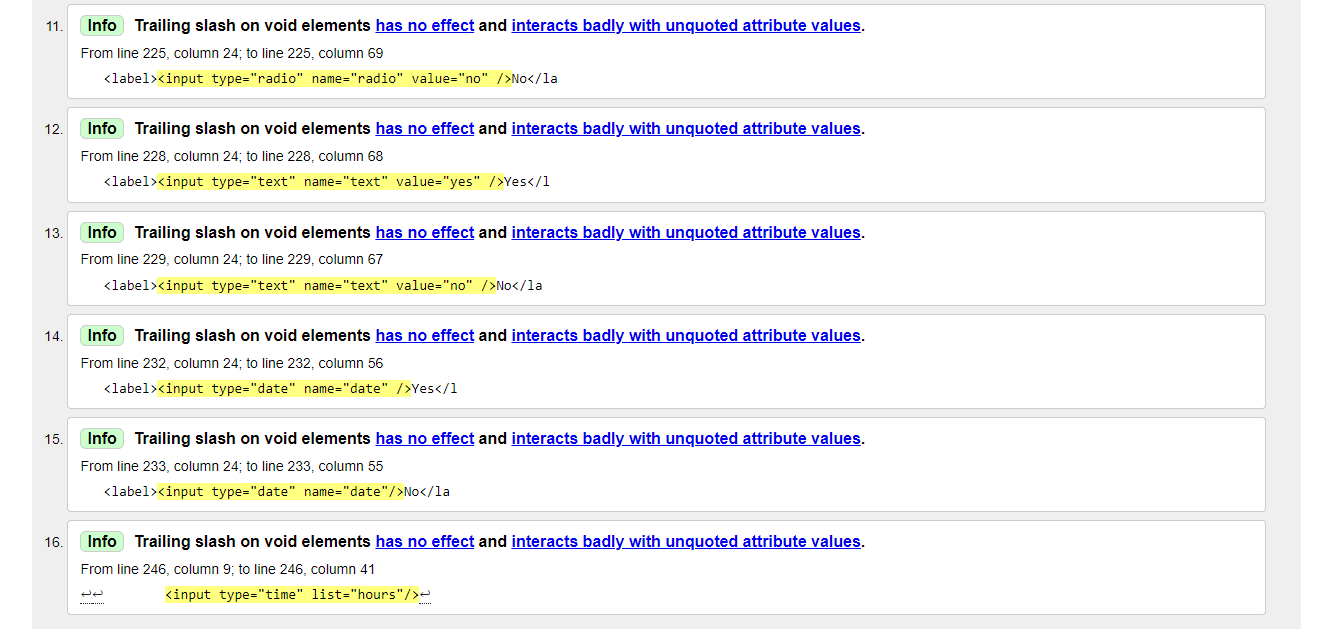 11. Info Trailing slash on void elements has no effect and interacts badly with unquoted attribute values.
From line 225, column 24; to line 225, column 69
<label><input type="radio" name="radio" value="no" />No</la
12. Info Trailing slash on void elements has no effect and interacts badly with unquoted attribute values.
From line 228, column 24; to line 228, column 68
<label><input type="text" name="text" value="yes" />Yes</l
13. Info Trailing slash on void elements has no effect and interacts badly with unquoted attribute values.
From line 229, column 24; to line 229, column 67
<label><input type="text" name="text" value="no" />No</la
14. Info Trailing slash on void elements has no effect and interacts badly with unquoted attribute values.
From line 232, column 24; to line 232, column 56
<label><input type="date" name="date" />Yes</l
15. Info Trailing slash on void elements has no effect and interacts badly with unquoted attribute values.
From line 233, column 24; to line 233, column 55
<label><input type="date" name="date"/>No</la
16. Info Trailing slash on void elements has no effect and interacts badly with unquoted attribute values.
From line 246, column 9; to line 246, column 41
↩↩ <input type="time" list="hours"/>↩